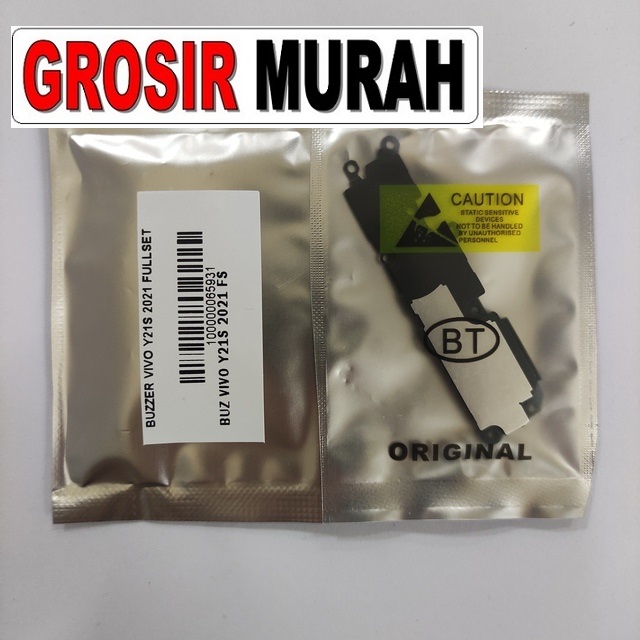 GROSIR MURAH
BUZZER VIVO Y21S 2021 FULLSET
100000065931
BUZ VIVO Y21S 2021 FS
CAUTION
STATIC SENSITIVE
DEVICES
NOT TO BE HANDLED
BY UNAUTHORISED
PERSONNEL
BT
ORIGINAL